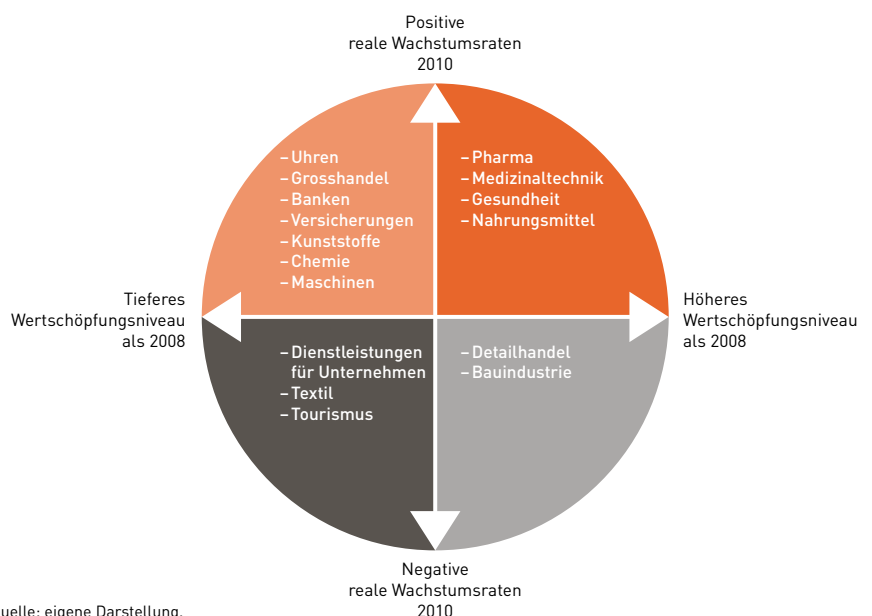 Positive
reale Wachstumsraten
2010
– Uhren
– Grosshandel
– Banken
– Versicherungen
– Kunststoffe
– Chemie
– Maschinen
– Pharma
– Medizinaltechnik
– Gesundheit
– Nahrungsmittel
Tieferes
Wertschöpfungsniveau
als 2008
Höheres
Wertschöpfungsniveau
als 2008
– Dienstleistungen
für Unternehmen
– Textil
– Tourismus
– Detailhandel
– Bauindustrie
Negative
reale Wachstumsraten
2010
uelle: eigene Darstellung.